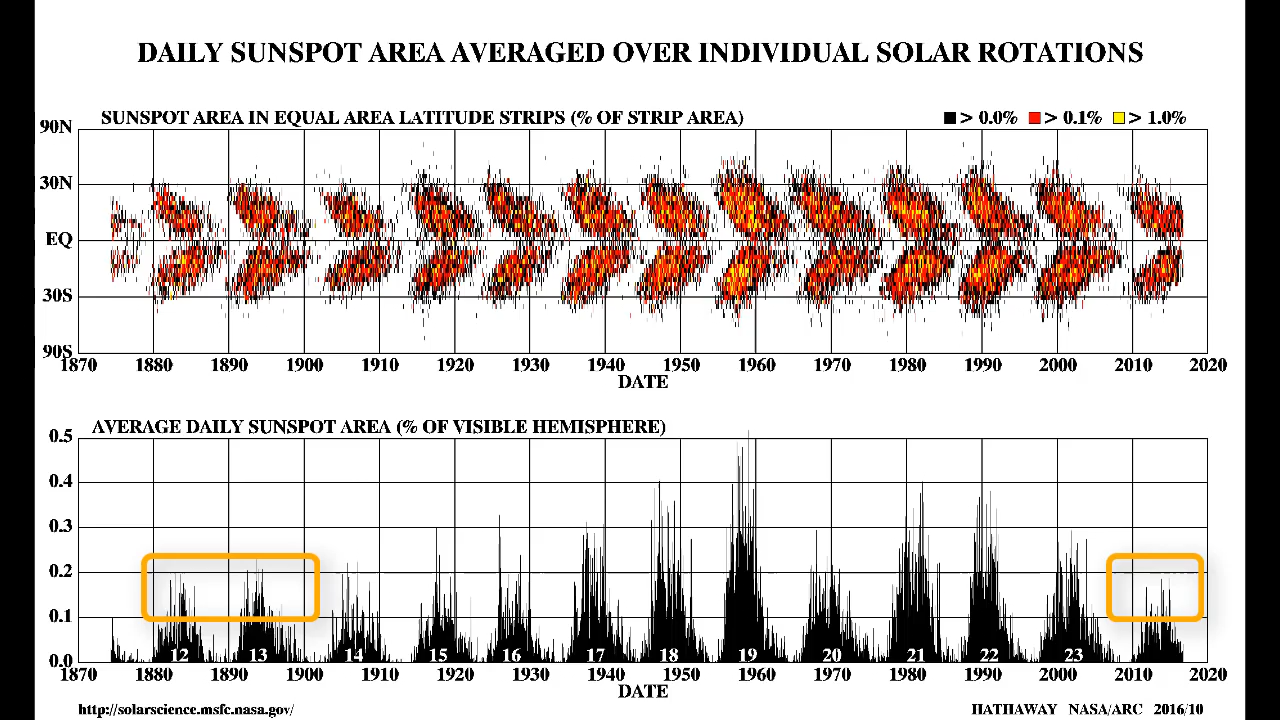 DAILY SUNSPOT AREA AVERAGED OVER INDIVIDUAL SOLAR ROTATIONS
SUNSPOT AREA IN EQUAL AREA LATITUDE STRIPS (% OF STRIP AREA) > 0.0% > 0.1% > 1.0%
90N
30N
EQ
30S
90S
1870 1880 1890 1900 1910 1920 1930 1940 1950 1960 1970 1980 1990 2000 2010 2020
DATE
AVERAGE DAILY SUNSPOT AREA (% OF VISIBLE HEMISPHERE)
0.5
0.4
0.3
0.2
0.1
0.0
12 13 14 15 16 17 18 19 20 21 22 23
1870 1880 1890 1900 1910 1920 1930 1940 1950 1960 1970 1980 1990 2000 2010 2020
DATE
http://solarscience.msfc.nasa.gov/ HATHAWAY NASA/ARC 2016/10